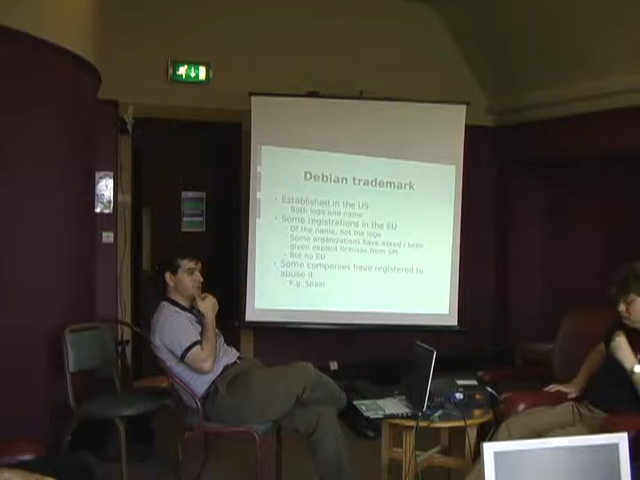 Debian trademark
Established in the US
Both logo and name
Some registrations in the EU
Of the name, not the logo
Some organizations have asked / been
given explicit licenses from SPI
But no EU
Some companies have registered to
abuse it
E.g. Spain